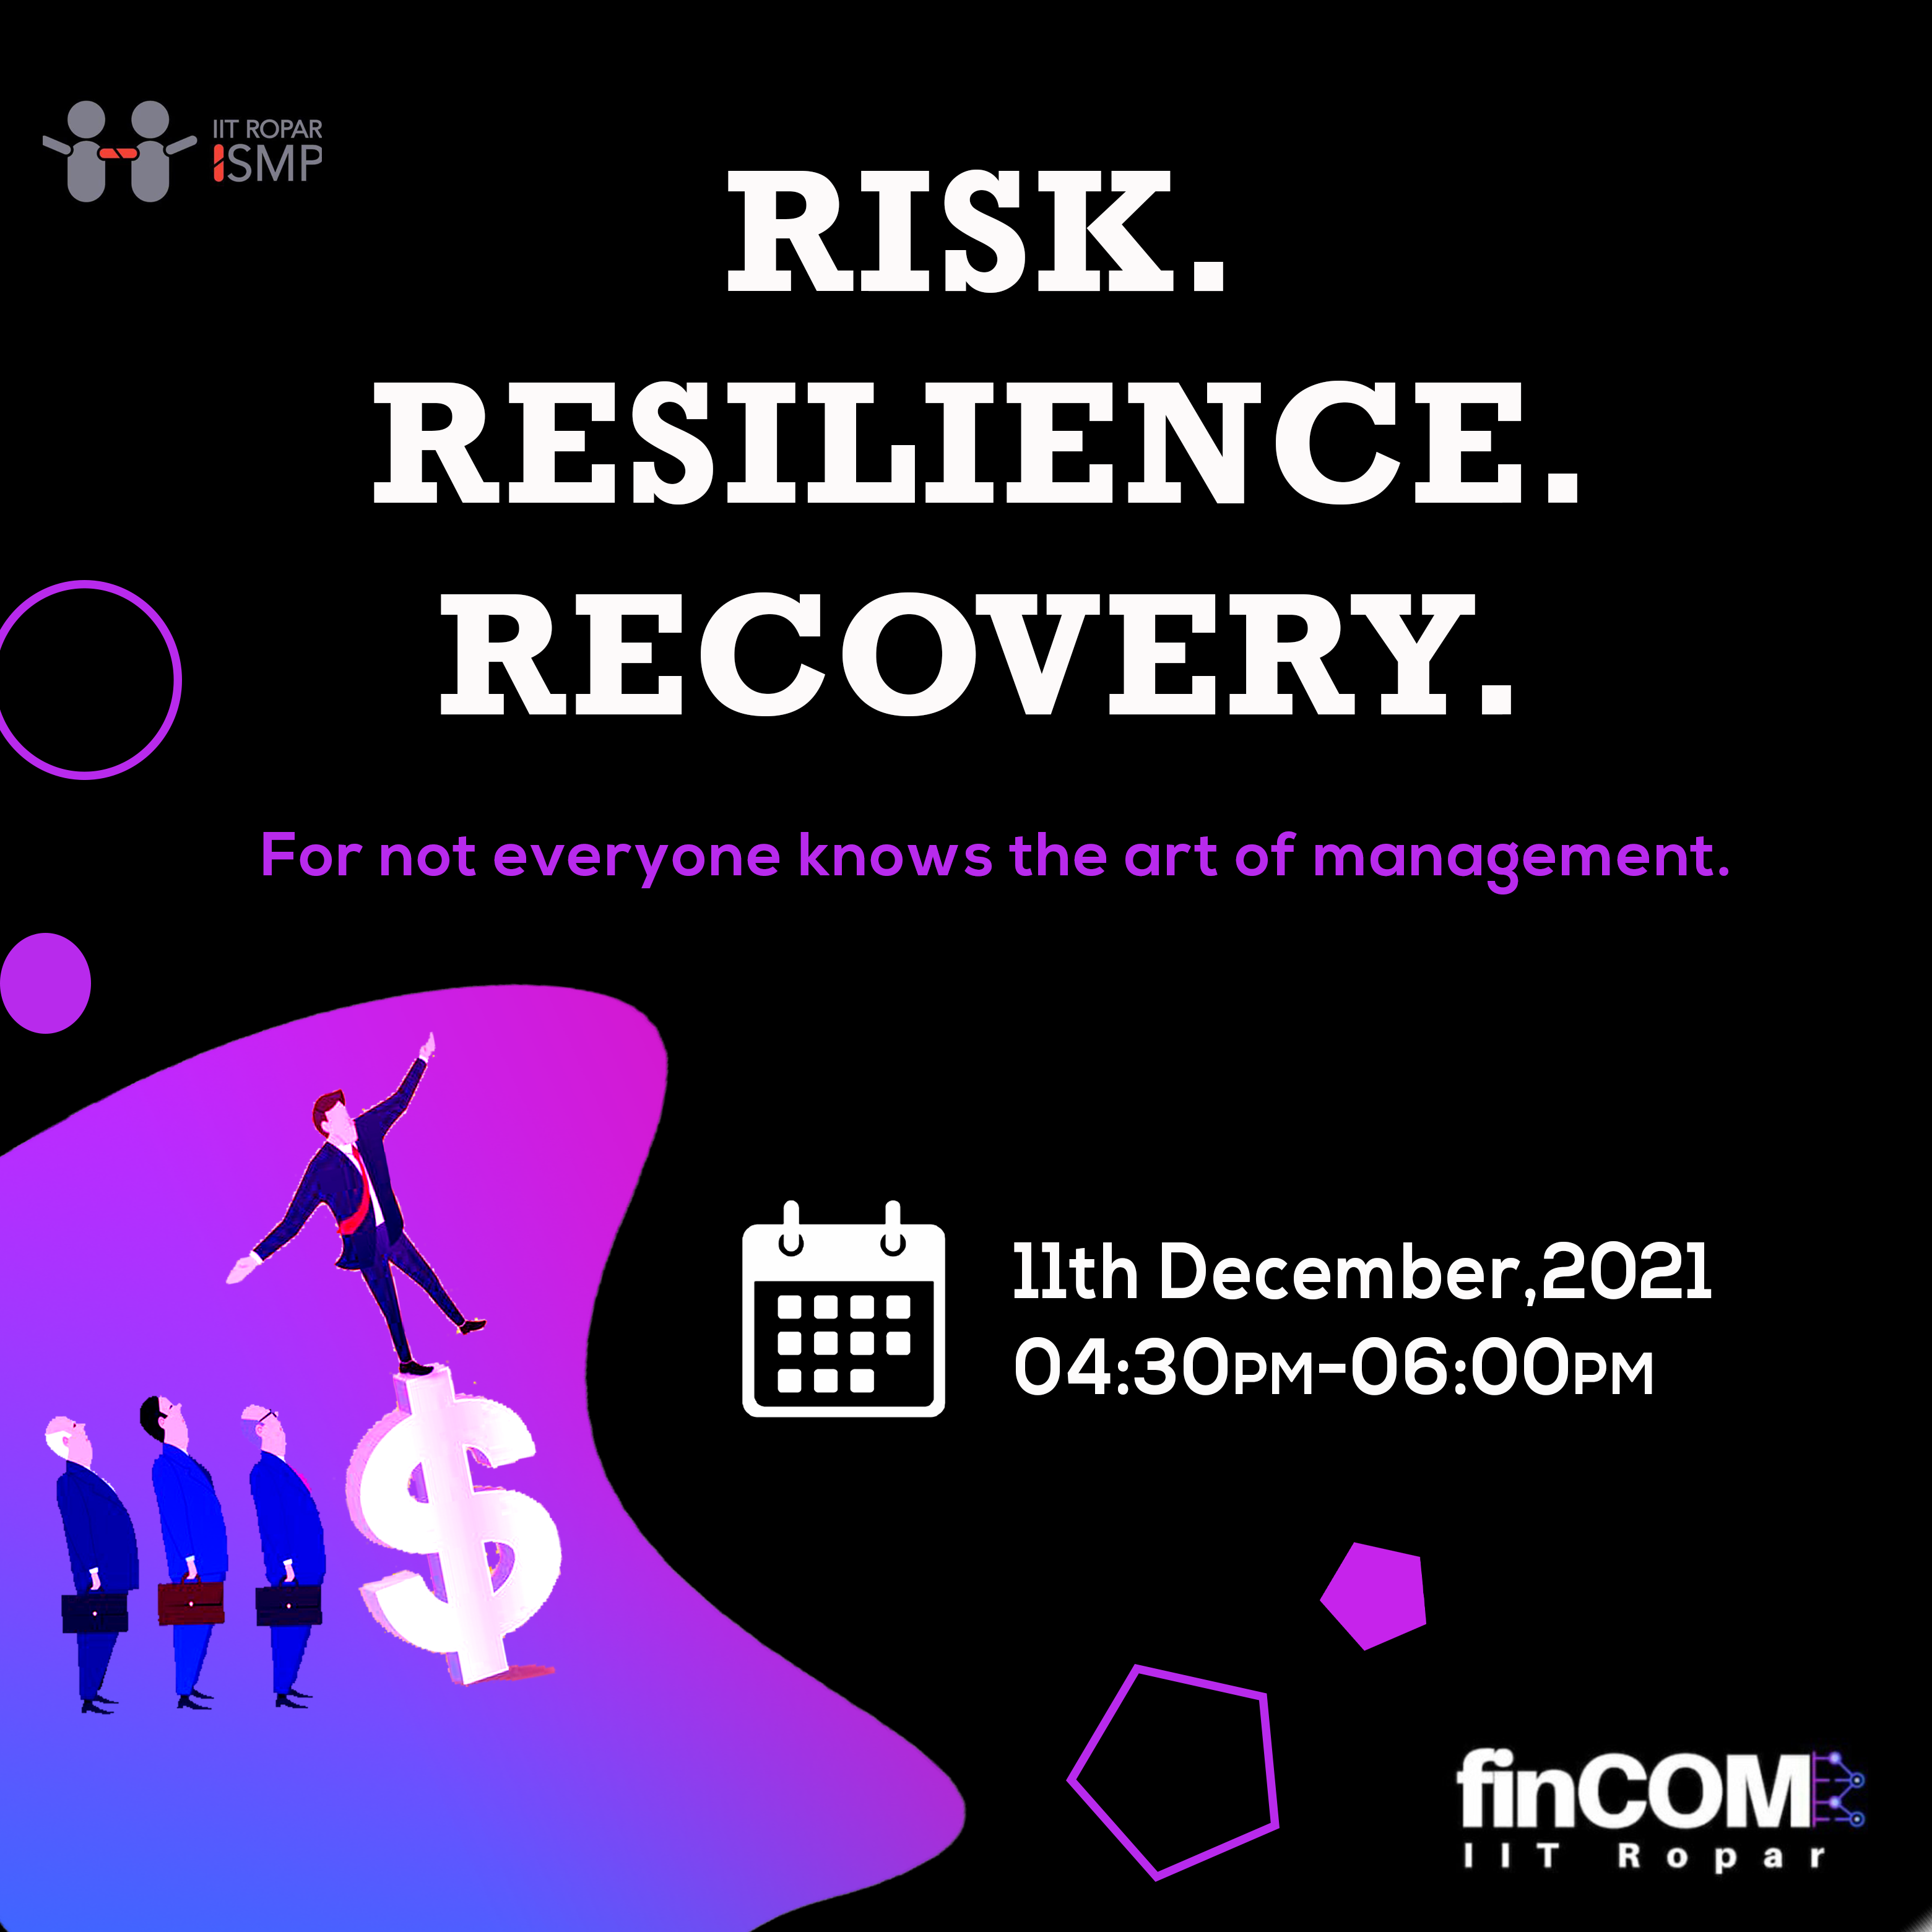 IIT ROPAR
ISMP
RISK.
RESILIENCE.
RECOVERY.
For not everyone knows the art of management.
11th December,2021
04:30PM-06:00PM
finCOM
IIT Ropar